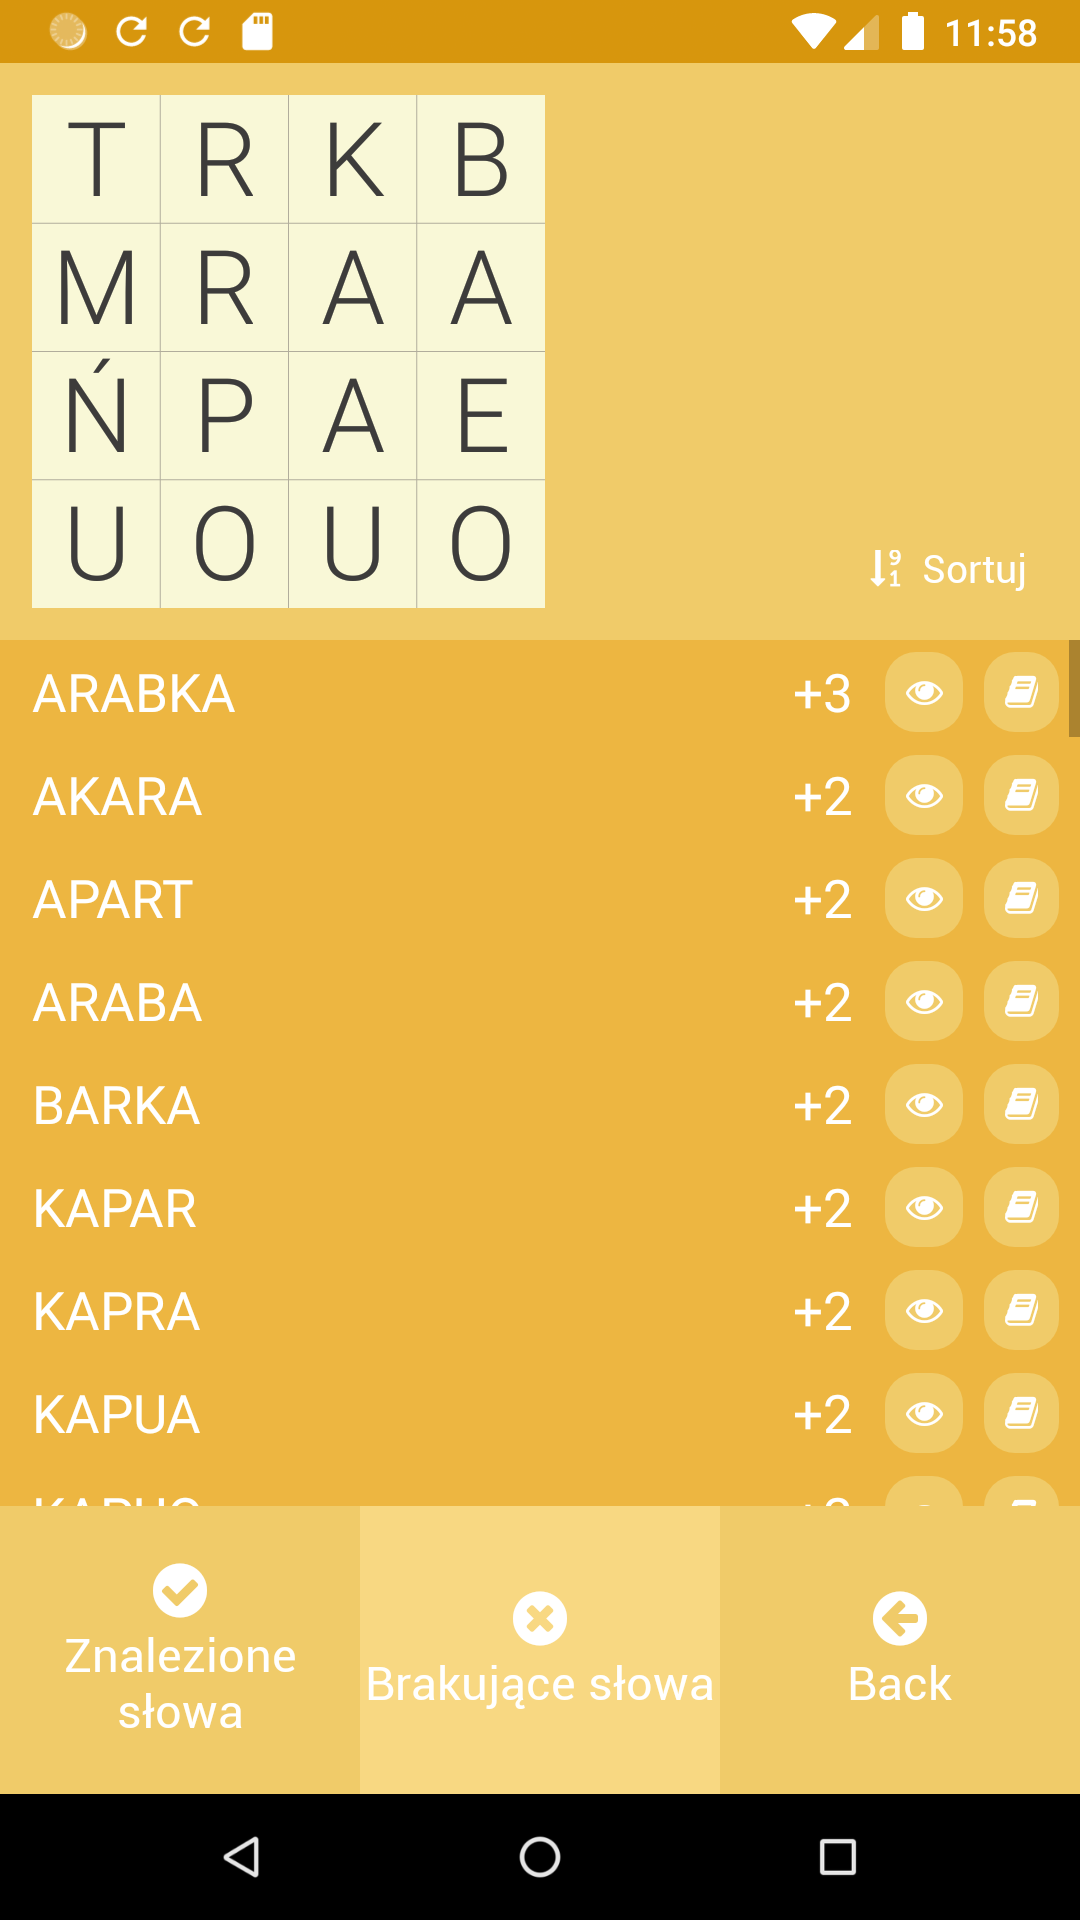 11:58
T R K B
M R A A
Ń P A E
U O U O
Sortuj
ARABKA +3
AKARA +2
APART +2
ARABA +2
BARKA +2
KAPAR +2
KAPRA +2
KAPUA +2
Znalezione
słowa
Brakujące słowa
Back